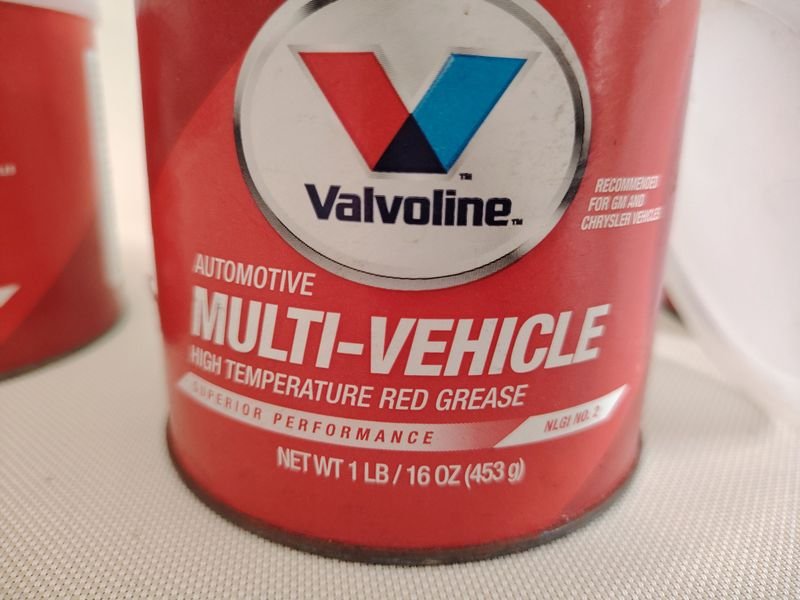 Valvoline™
RECOMMENDED
FOR GM AND
CHRYSLER VEHICLES
AUTOMOTIVE
MULTI-VEHICLE
HIGH TEMPERATURE RED GREASE
SUPERIOR PERFORMANCE
NLGI NO. 2
NET WT 1 LB / 16 OZ (453 g)